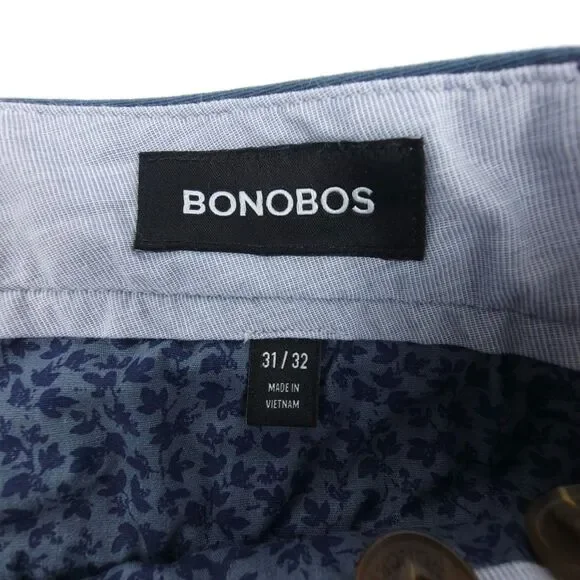 BONOBOS
31 / 32
MADE IN
VIETNAM